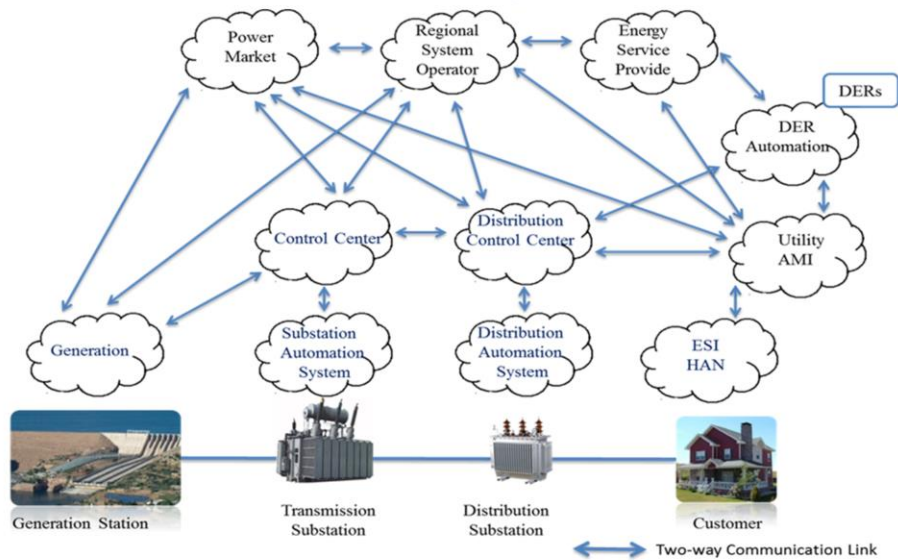 Power
Market
Regional
System
Operator
Energy
Service
Provide
DERs
DER
Automation
Control Center
Distribution
Control Center
Utility
AMI
Generation
Substation
Automation
System
Distribution
Automation
System
ESI
HAN
Generation Station
Transmission
Substation
Distribution
Substation
Customer
Two-way Communication Link